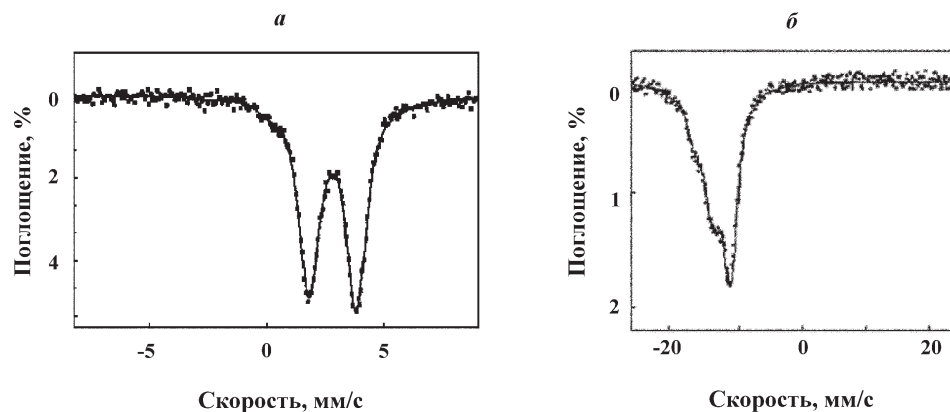 а
б
0
2
4
-5
0
5
Поглощение, %
Скорость, мм/с
0
1
2
-20
0
20
Поглощение, %
Скорость, мм/с